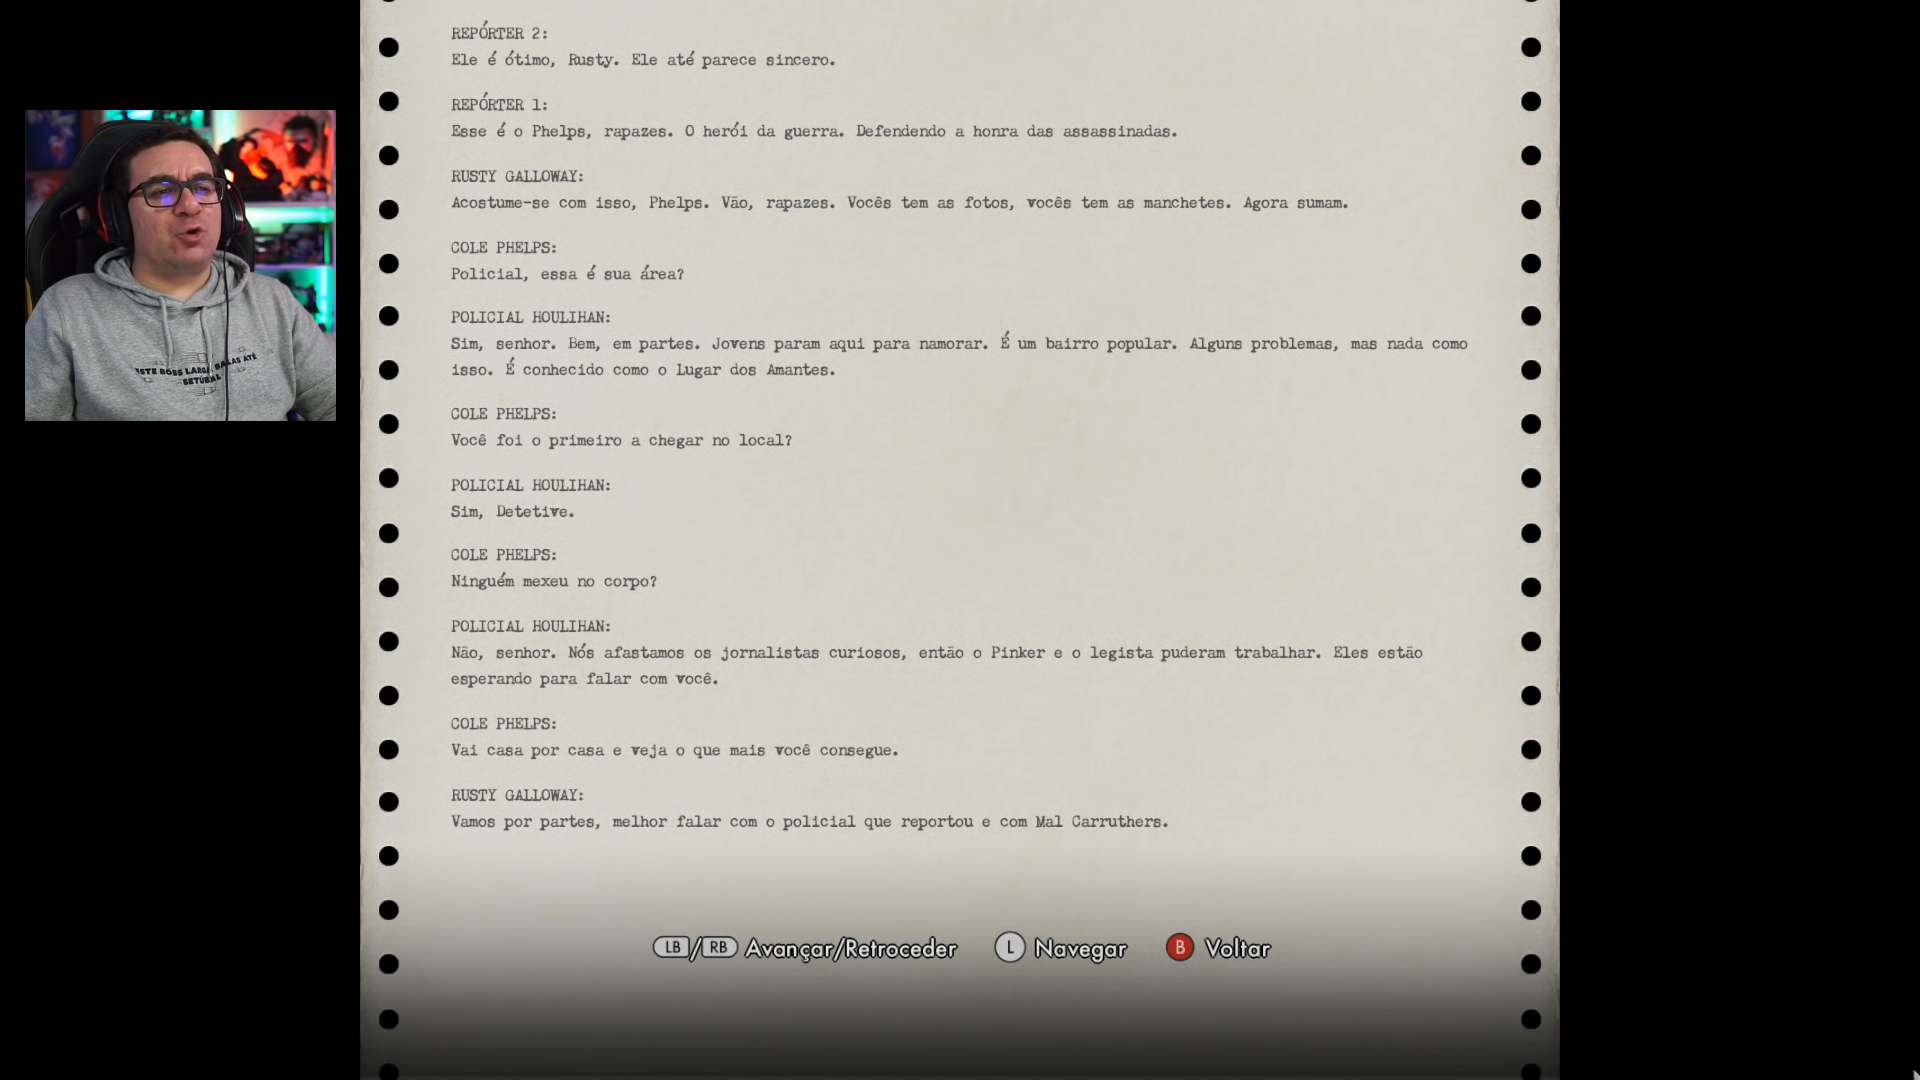 REPÓRTER 2:
Ele é ótimo, Rusty. Ele até parece sincero.
REPÓRTER 1:
Esse é o Phelps, rapazes. O herói da guerra. Defendendo a honra das assassinadas.
RUSTY GALLOWAY:
Acostume-se com isso, Phelps. Vão, rapazes. Vocês tem as fotos, vocês tem as manchetes. Agora sumam.
COLE PHELPS:
Policial, essa é sua área?
POLICIAL HOULIHAN:
Sim, senhor. Bem, em partes. Jovens param aqui para namorar. É um bairro popular. Alguns problemas, mas nada como
isso. É conhecido como o Lugar dos Amantes.
COLE PHELPS:
Você foi o primeiro a chegar no local?
POLICIAL HOULIHAN:
Sim, Detetive.
COLE PHELPS:
Ninguém mexeu no corpo?
POLICIAL HOULIHAN:
Não, senhor. Nós afastamos os jornalistas curiosos, então o Pinker e o legista puderam trabalhar. Eles estão
esperando para falar com você.
COLE PHELPS:
Vai casa por casa e veja o que mais você consegue.
RUSTY GALLOWAY:
Vamos por partes, melhor falar com o policial que reportou e com Mal Carruthers.
LB/RB Avançar/Retroceder L Navegar B Voltar
ESTE BOSS LARGA BALAS ATÉ
SETÚBAL